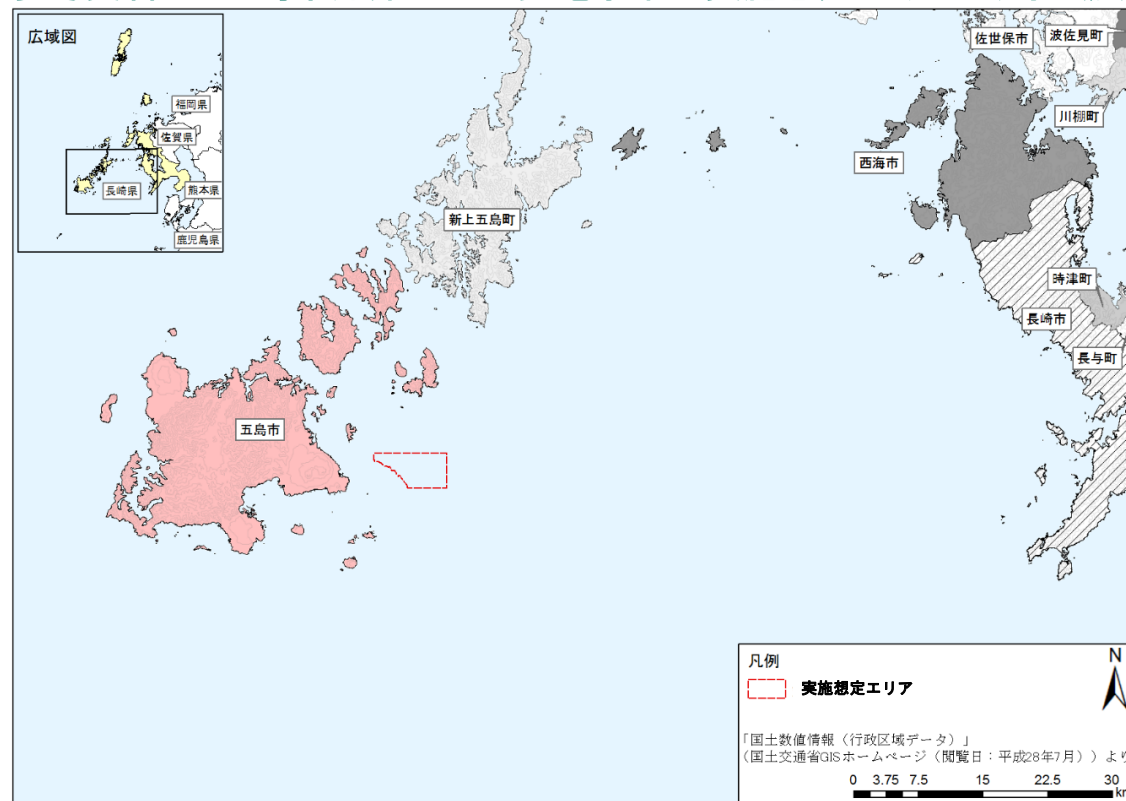 広域図
福岡県
佐賀県
長崎県
熊本県
鹿児島県
佐世保市
波佐見町
川棚町
西海市
新上五島町
時津町
長崎市
長与町
五島市
凡例
N
実施想定エリア
「国土数値情報（行政区域データ）」
（国土交通省GISホームページ（閲覧日：平成28年7月））より
0 3.75 7.5 15 22.5 30
km